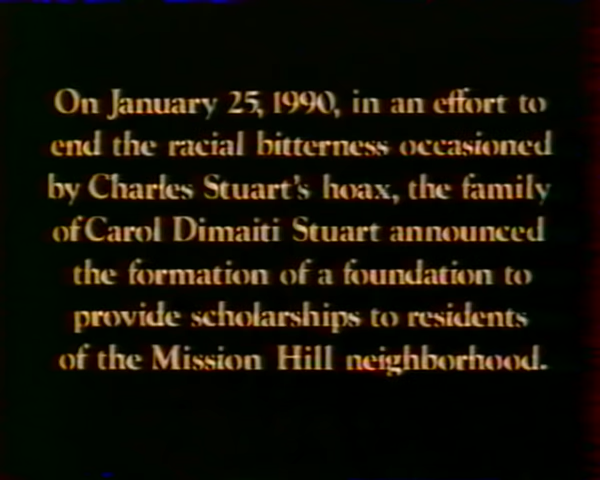 On January 25, 1990, in an effort to
end the racial bitterness occasioned
by Charles Stuart's hoax, the family
of Carol Dimaiti Stuart announced
the formation of a foundation to
provide scholarships to residents
of the Mission Hill neighborhood.